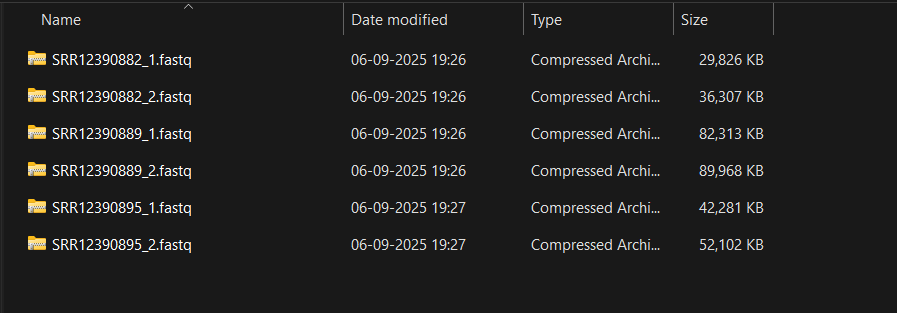 Name Date modified Type Size
SRR12390882_1.fastq 06-09-2025 19:26 Compressed Archi... 29,826 KB
SRR12390882_2.fastq 06-09-2025 19:26 Compressed Archi... 36,307 KB
SRR12390889_1.fastq 06-09-2025 19:26 Compressed Archi... 82,313 KB
SRR12390889_2.fastq 06-09-2025 19:26 Compressed Archi... 89,968 KB
SRR12390895_1.fastq 06-09-2025 19:27 Compressed Archi... 42,281 KB
SRR12390895_2.fastq 06-09-2025 19:27 Compressed Archi... 52,102 KB